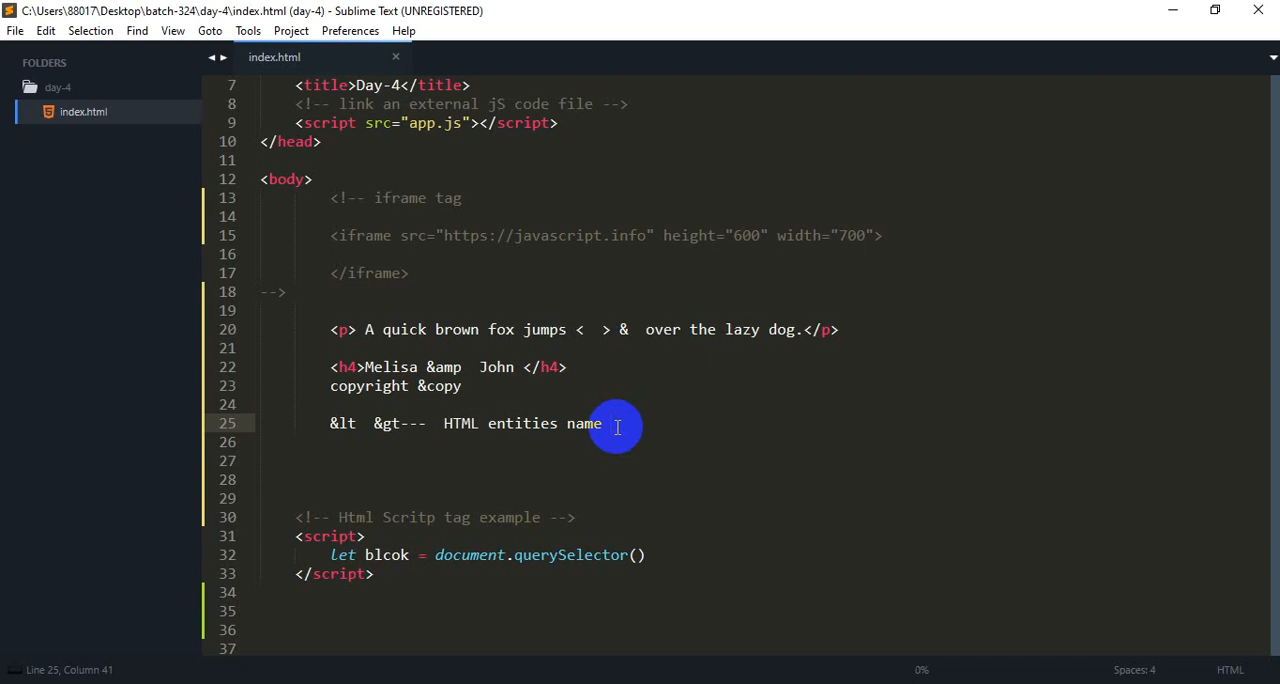 C:\Users\88017\Desktop\batch-324\day-4\index.html (day-4) - Sublime Text (UNREGISTERED)
File Edit Selection Find View Goto Tools Project Preferences Help
FOLDERS
day-4
index.html
index.html
7 <title>Day-4</title>
8 <!-- link an external jS code file -->
9 <script src="app.js"></script>
10 </head>
11
12 <body>
13 <!-- iframe tag
14
15 <iframe src="https://javascript.info" height="600" width="700">
16
17 </iframe>
18 -->
19
20 <p> A quick brown fox jumps <  > &  over the lazy dog.</p>
21
22 <h4>Melisa &amp  John </h4>
23 copyright &copy
24
25 &lt  &gt---  HTML entities name
26
27
28
29
30 <!-- Html Scritp tag example -->
31 <script>
32 let blcok = document.querySelector()
33 </script>
34
35
36
37
Line 25, Column 41 0% Spaces: 4 HTML